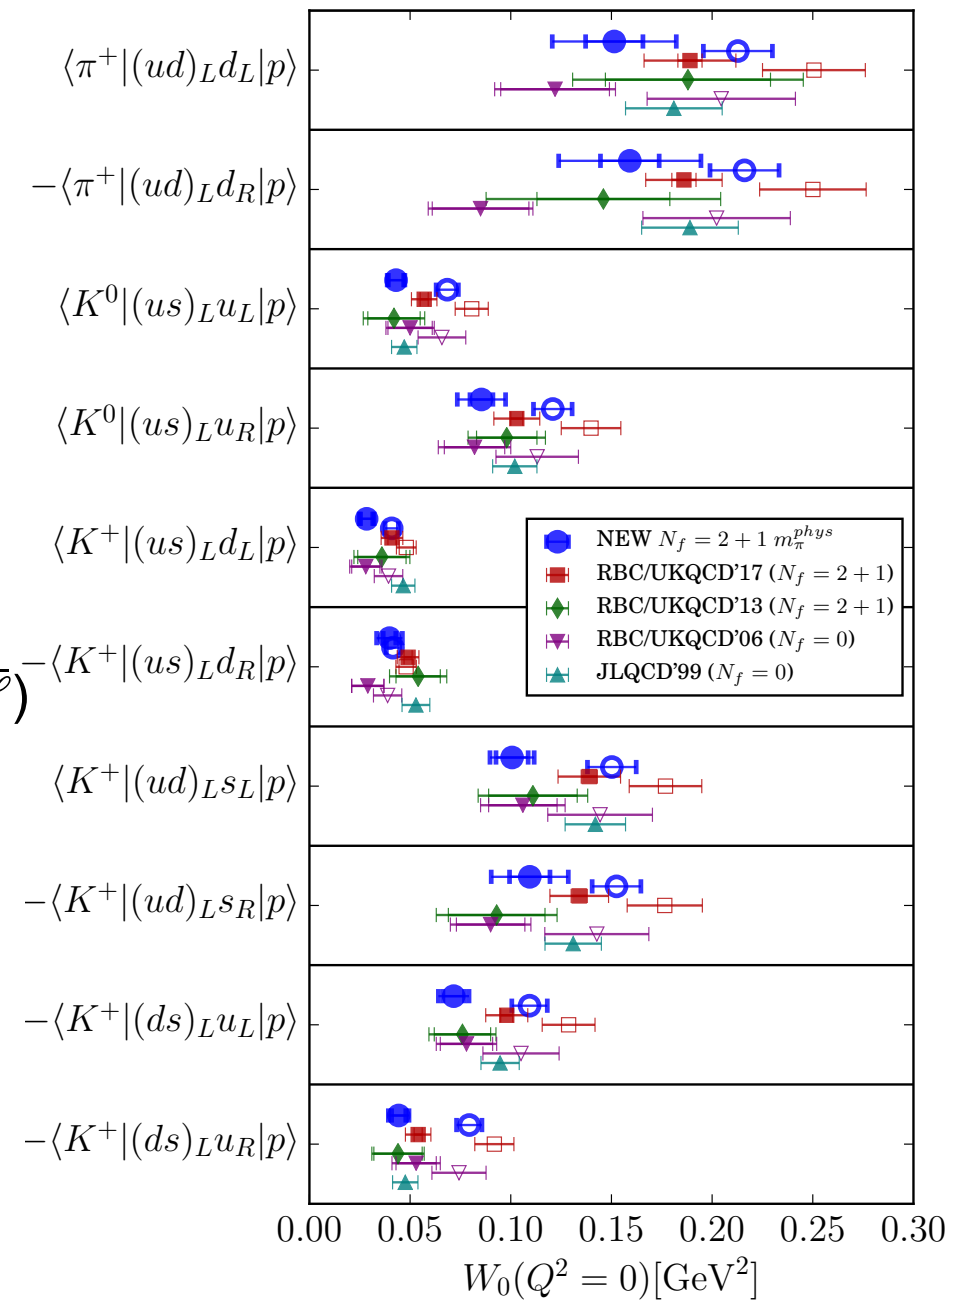 ⟨π⁺|(ud)_L d_L|p⟩
−⟨π⁺|(ud)_L d_R|p⟩
⟨K⁰|(us)_L u_L|p⟩
⟨K⁰|(us)_L u_R|p⟩
⟨K⁺|(us)_L d_L|p⟩
−⟨K⁺|(us)_L d_R|p⟩
)
⟨K⁺|(ud)_L s_L|p⟩
−⟨K⁺|(ud)_L s_R|p⟩
−⟨K⁺|(ds)_L u_L|p⟩
−⟨K⁺|(ds)_L u_R|p⟩
NEW N_f = 2 + 1 m_π^phys
RBC/UKQCD'17 (N_f = 2 + 1)
RBC/UKQCD'13 (N_f = 2 + 1)
RBC/UKQCD'06 (N_f = 0)
JLQCD'99 (N_f = 0)
0.00 0.05 0.10 0.15 0.20 0.25 0.30
W₀(Q² = 0)[GeV²]